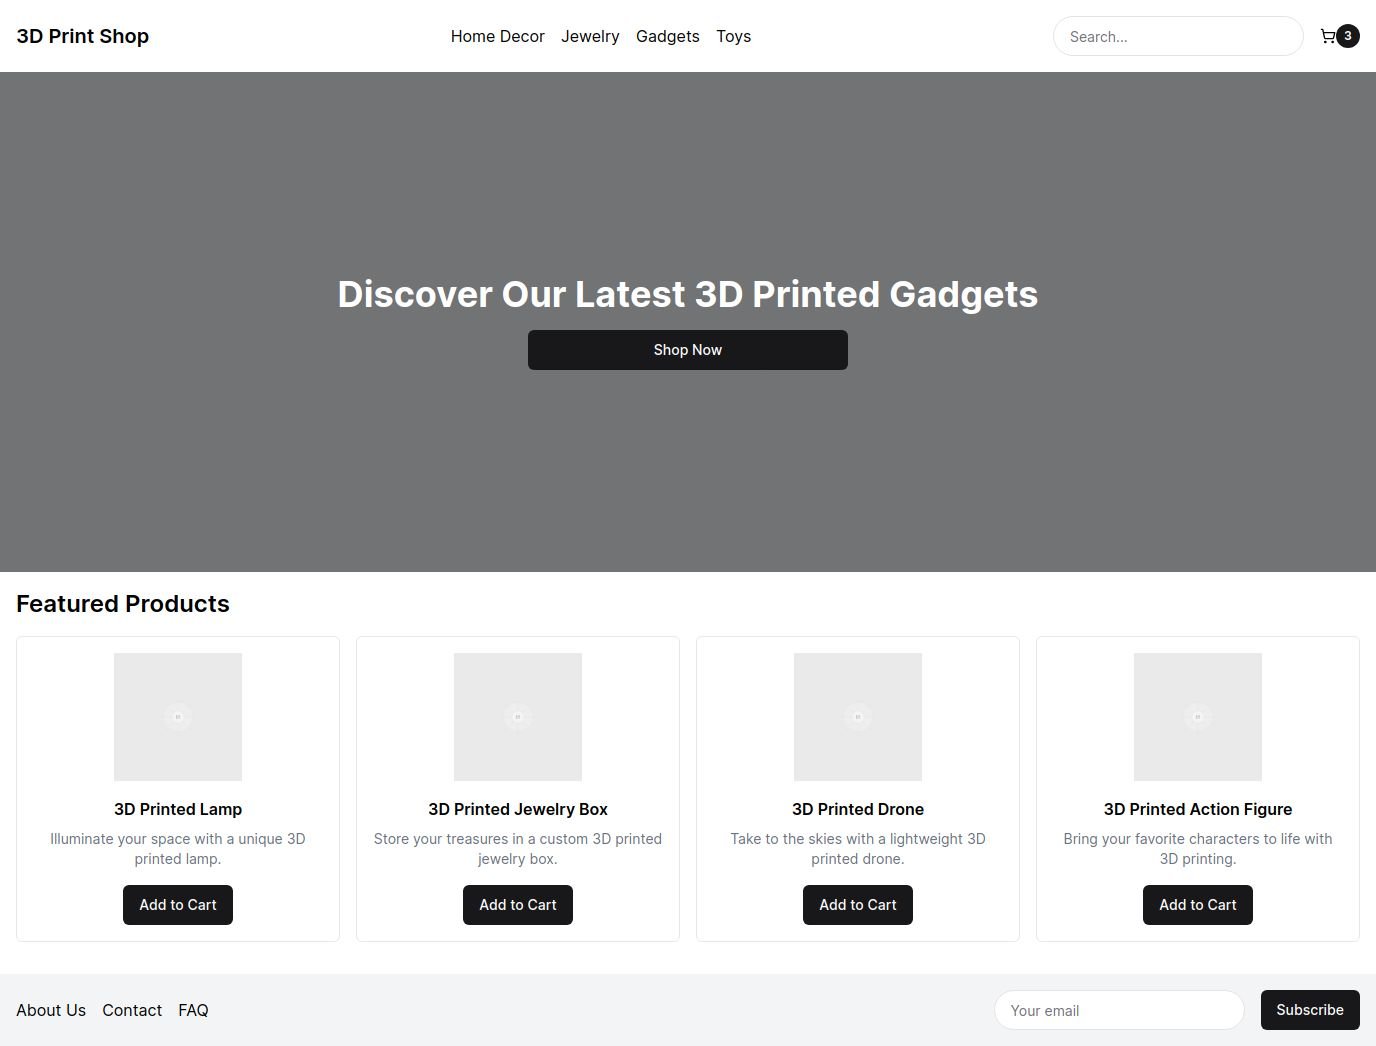 3D Print Shop
Home Decor Jewelry Gadgets Toys
Search...
3
Discover Our Latest 3D Printed Gadgets
Shop Now
Featured Products
3D Printed Lamp
Illuminate your space with a unique 3D
printed lamp.
Add to Cart
3D Printed Jewelry Box
Store your treasures in a custom 3D printed
jewelry box.
Add to Cart
3D Printed Drone
Take to the skies with a lightweight 3D
printed drone.
Add to Cart
3D Printed Action Figure
Bring your favorite characters to life with
3D printing.
Add to Cart
About Us Contact FAQ
Your email
Subscribe